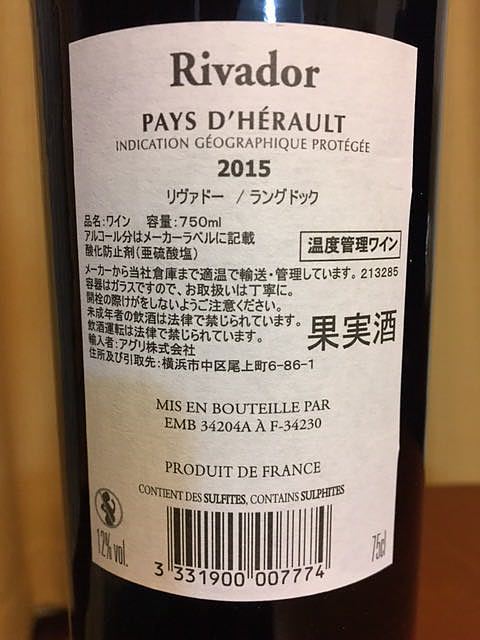 Rivador
PAYS D'HÉRAULT
INDICATION GÉOGRAPHIQUE PROTÉGÉE
2015
リヴァドー / ラングドック
品名:ワイン 容量:750ml
アルコール分はメーカーラベルに記載
酸化防止剤(亜硫酸塩)
温度管理ワイン
メーカーから当社倉庫まで適温で輸送・管理しています。213285
容器はガラスですので、お取扱いは丁寧に。
開栓の際けがをしないようご注意ください。
未成年者の飲酒は法律で禁じられています。
飲酒運転は法律で禁じられています。
輸入者:アグリ株式会社
住所及び引取先:横浜市中区尾上町6-86-1
果実酒
MIS EN BOUTEILLE PAR
EMB 34204A À F-34230
PRODUIT DE FRANCE
CONTIENT DES SULFITES, CONTAINS SULPHITES
12% vol.
75cl
3 331900 007774